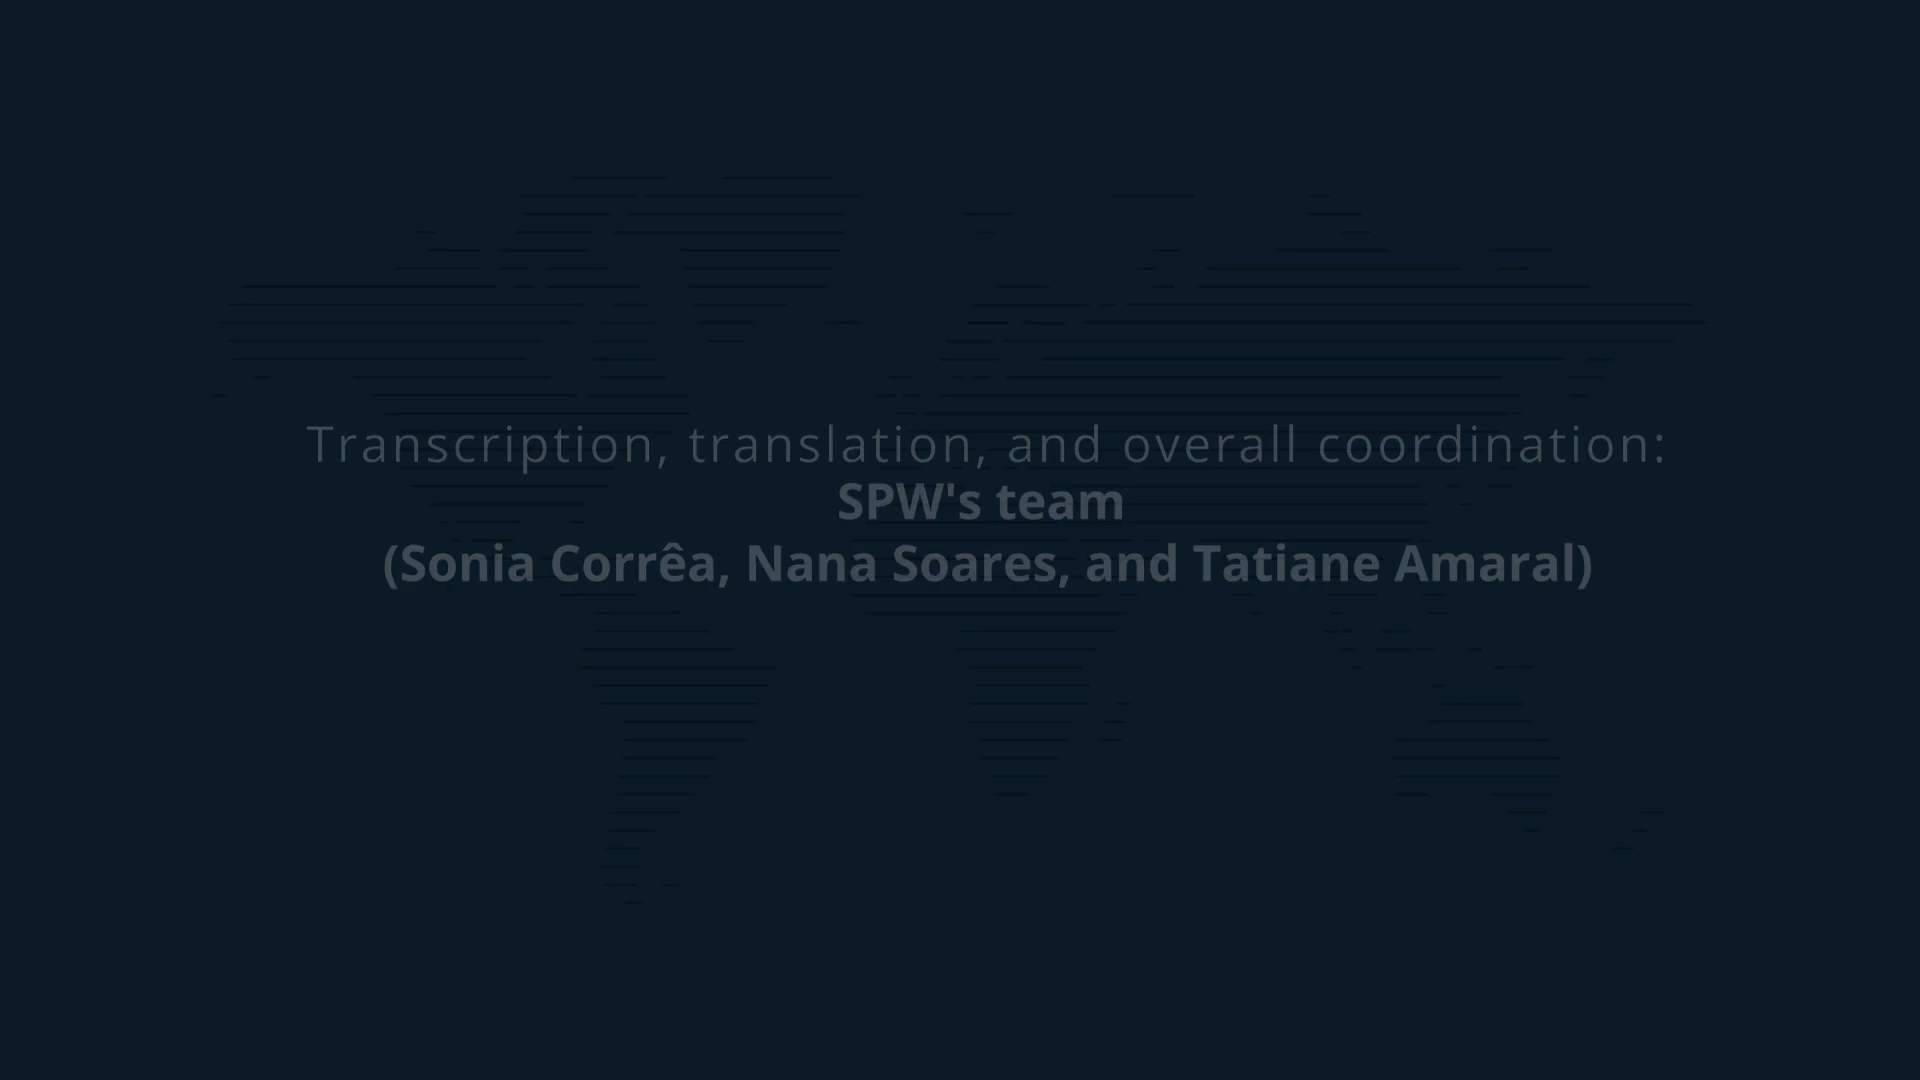 Transcription, translation, and overall coordination:
SPW's team
(Sonia Corrêa, Nana Soares, and Tatiane Amaral)